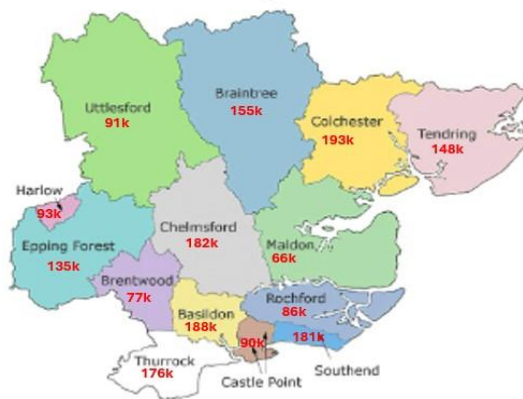 Uttlesford
91k
Braintree
155k
Colchester
193k
Tendring
148k
Harlow
93k
Epping Forest
135k
Chelmsford
182k
Maldon
66k
Brentwood
77k
Basildon
188k
Rochford
86k
90k
181k
Thurrock
176k
Castle Point
Southend